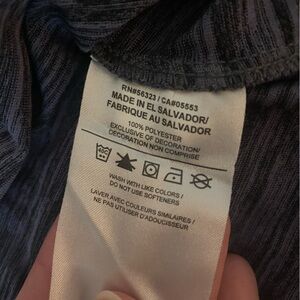 RN#56323 / CA#05553
MADE IN EL SALVADOR/
FABRIQUE AU SALVADOR
100% POLYESTER
EXCLUSIVE OF DECORATION/
DECORATION NON COMPRISE
WASH WITH LIKE COLORS /
DO NOT USE SOFTENERS
LAVER AVEC COULEURS SIMILAIRES /
NE PAS UTILISER D'ADOUCISSEUR